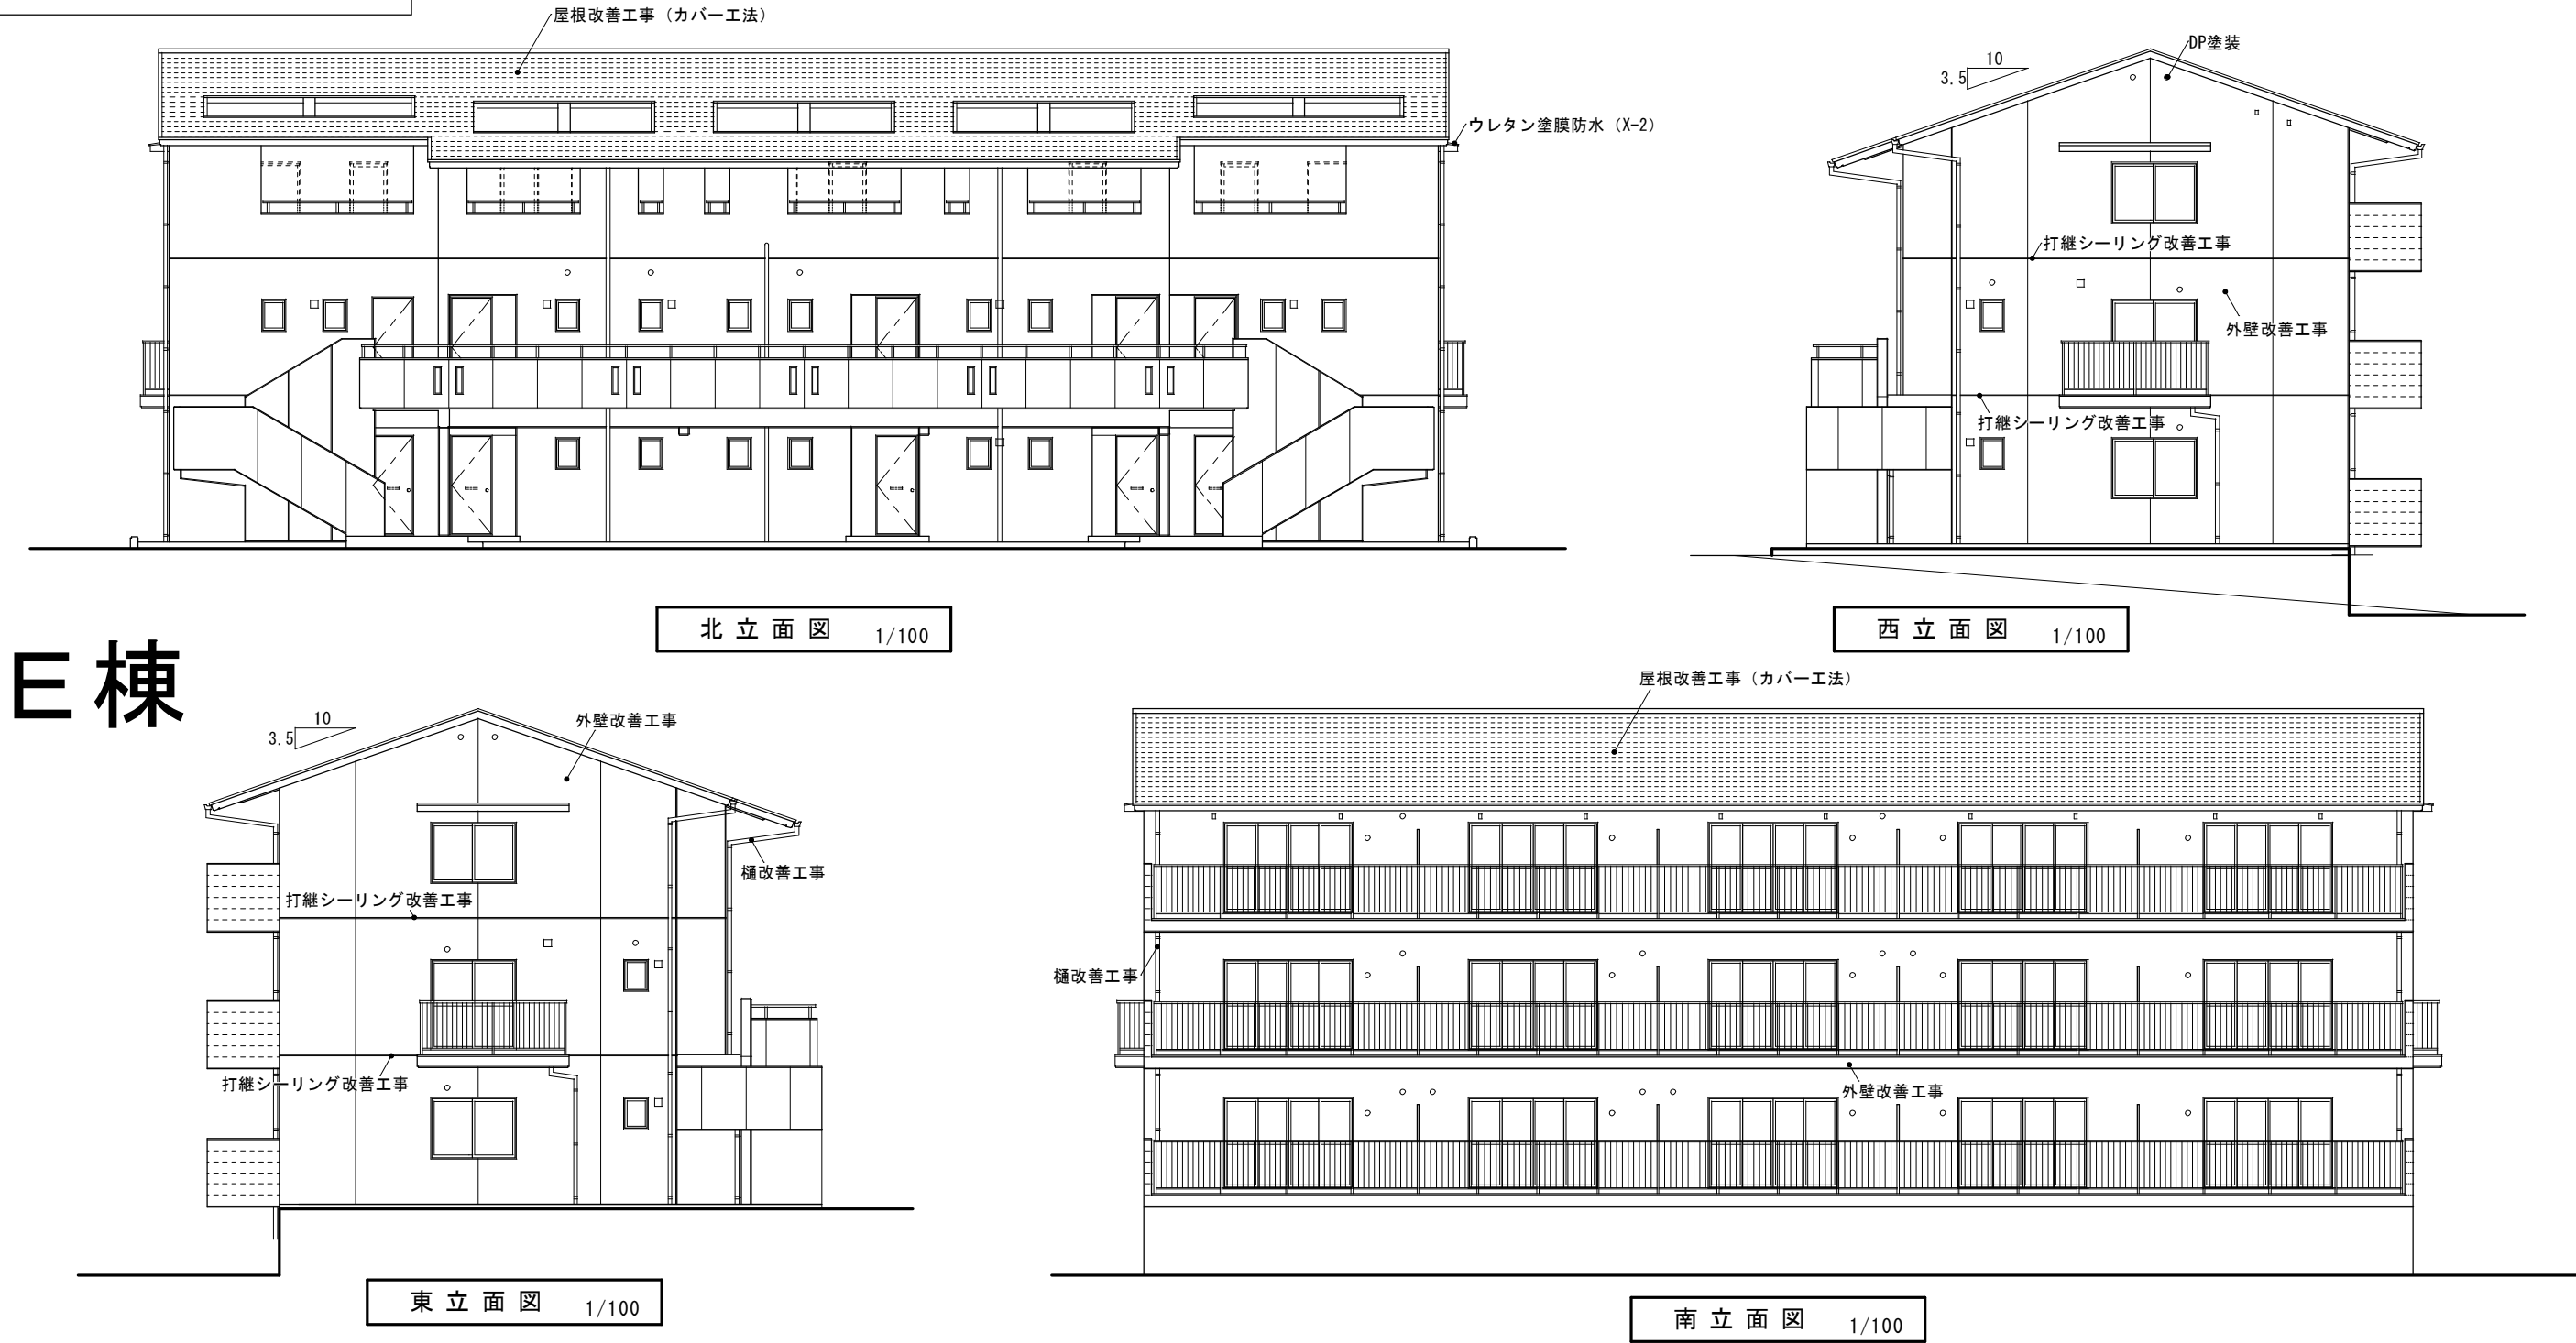 屋根改善工事（カバー工法）
ウレタン塗膜防水（X-2）
10
3.5
DP塗装
打継シーリング改善工事
外壁改善工事
打継シーリング改善工事
北立面図 1/100
西立面図 1/100
E棟
10
3.5
外壁改善工事
樋改善工事
打継シーリング改善工事
打継シーリング改善工事
東立面図 1/100
屋根改善工事（カバー工法）
樋改善工事
外壁改善工事
南立面図 1/100